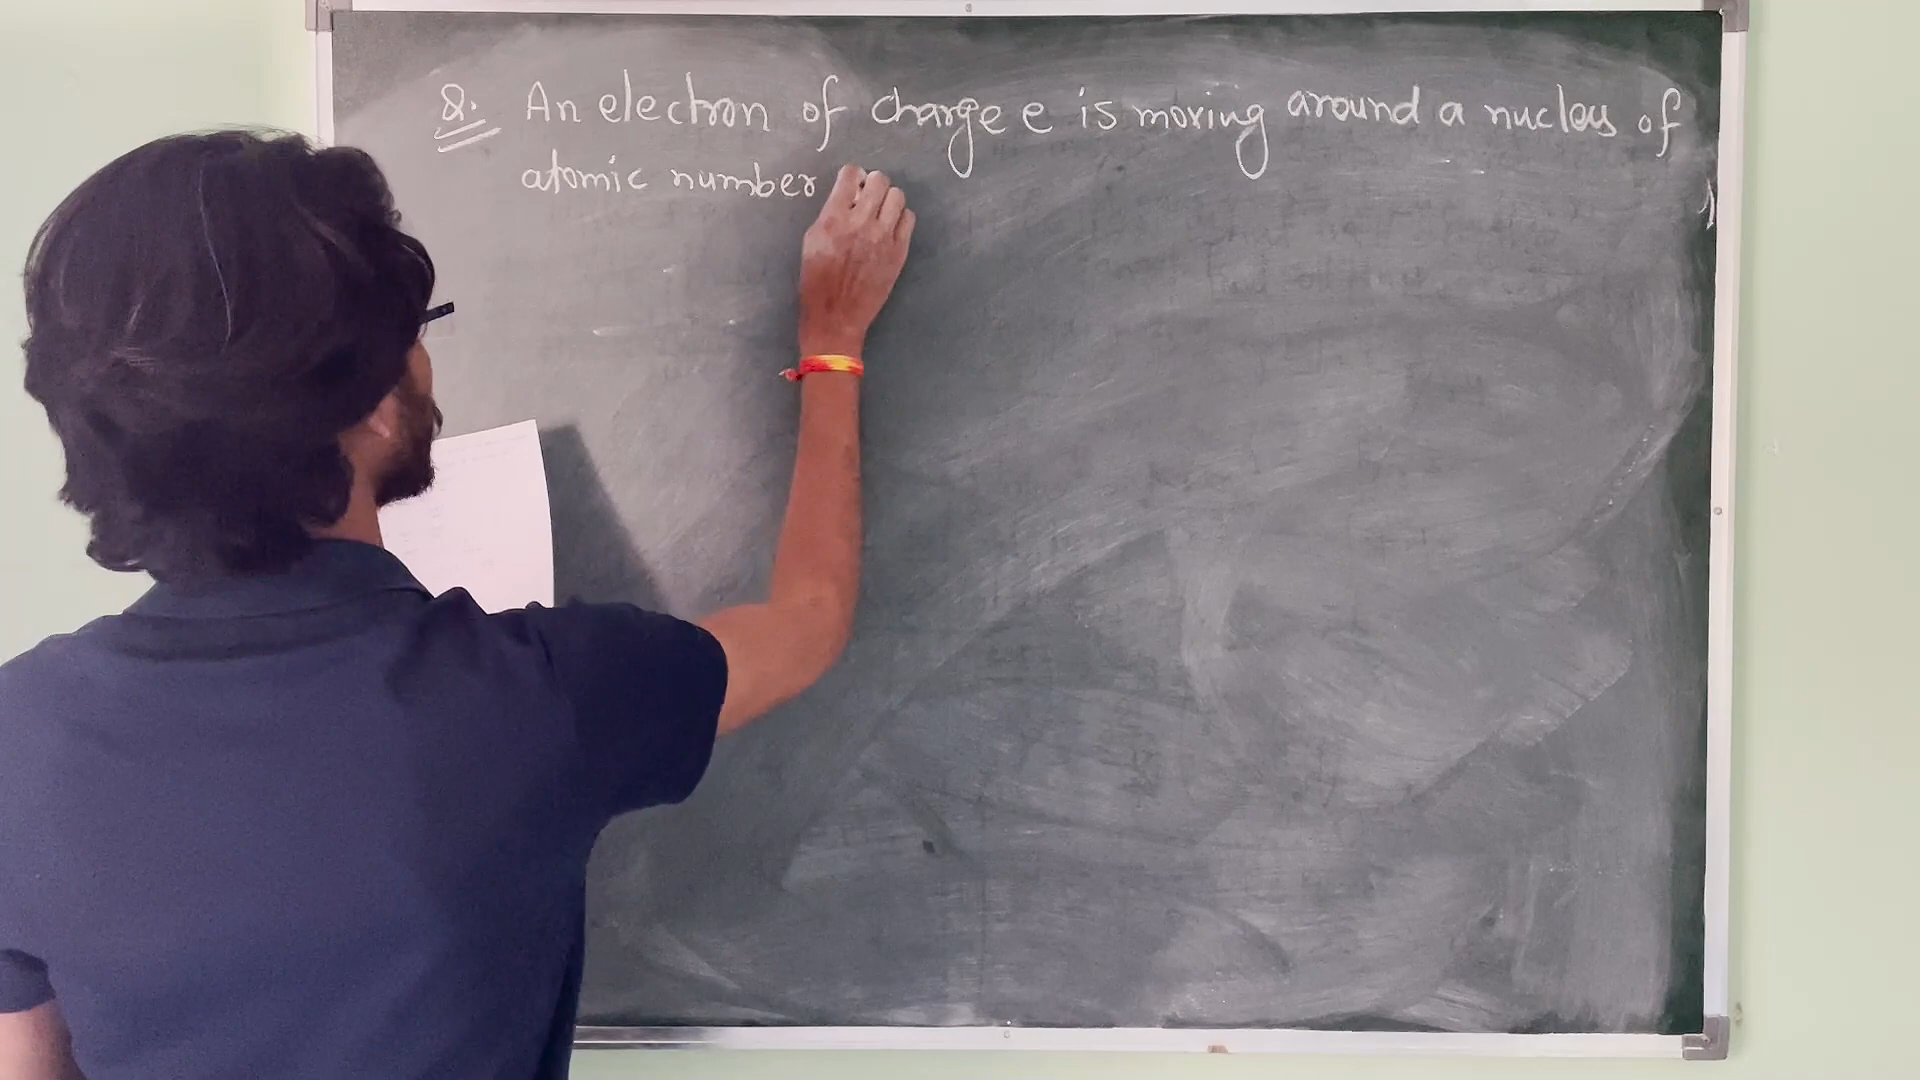 Q. An electron of charge e is moving around a nucleus of
atomic number